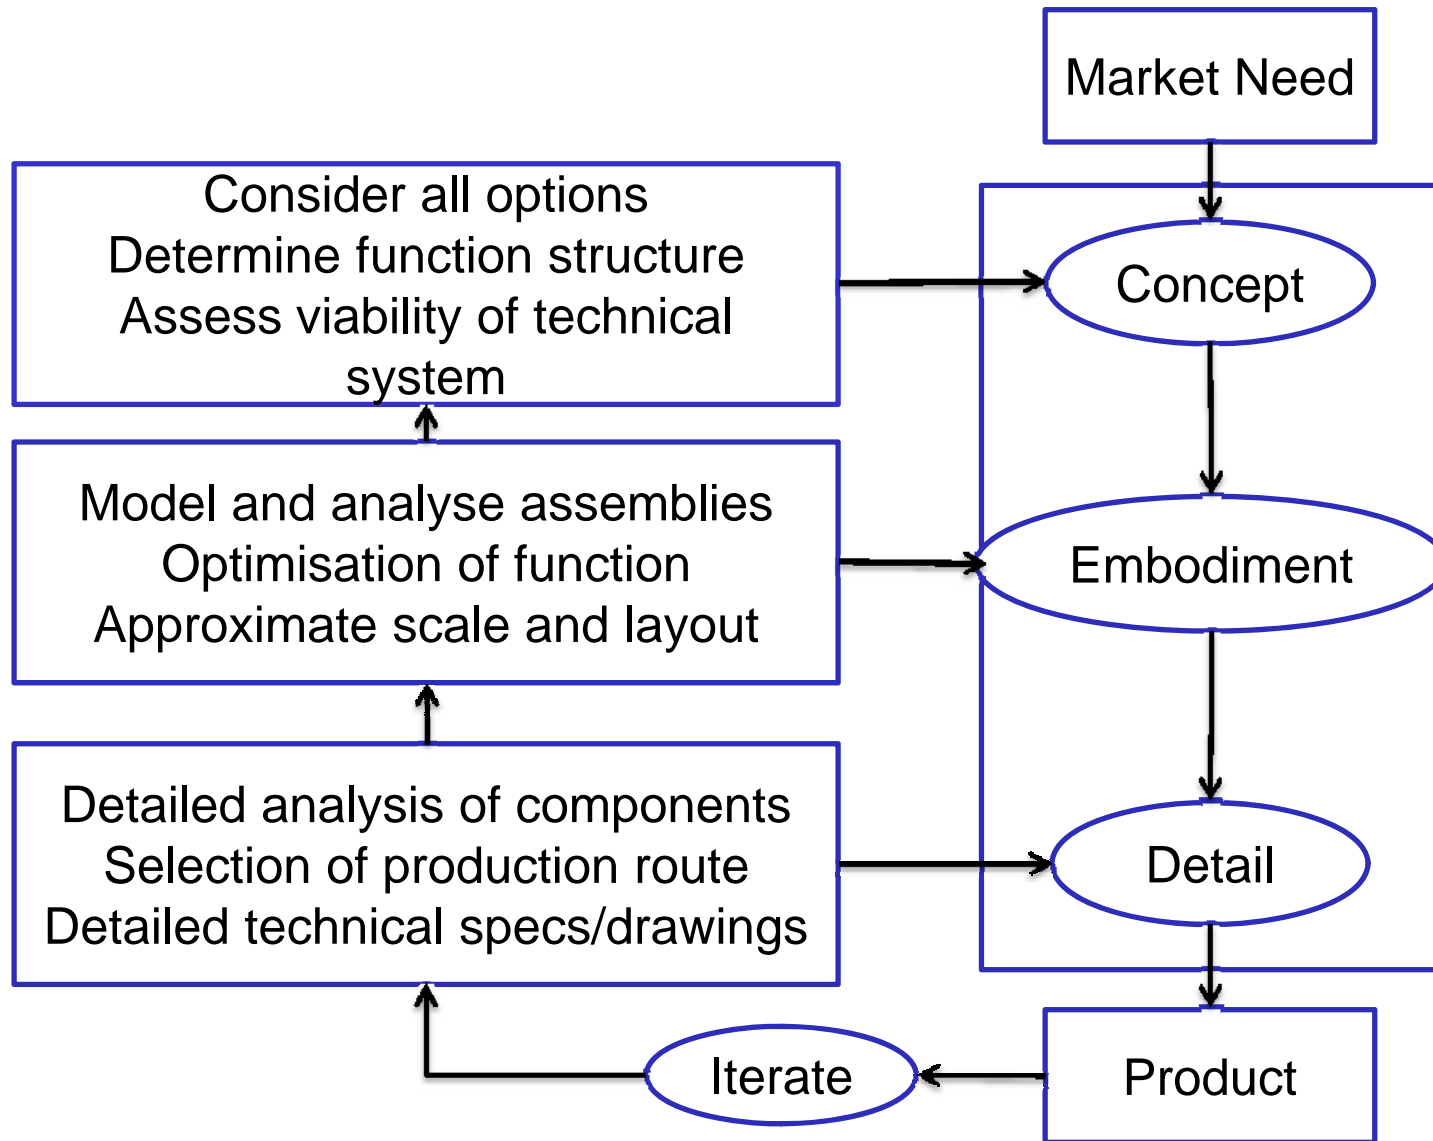 Market Need
Consider all options
Determine function structure
Assess viability of technical
system
Concept
Model and analyse assemblies
Optimisation of function
Approximate scale and layout
Embodiment
Detailed analysis of components
Selection of production route
Detailed technical specs/drawings
Detail
Iterate
Product